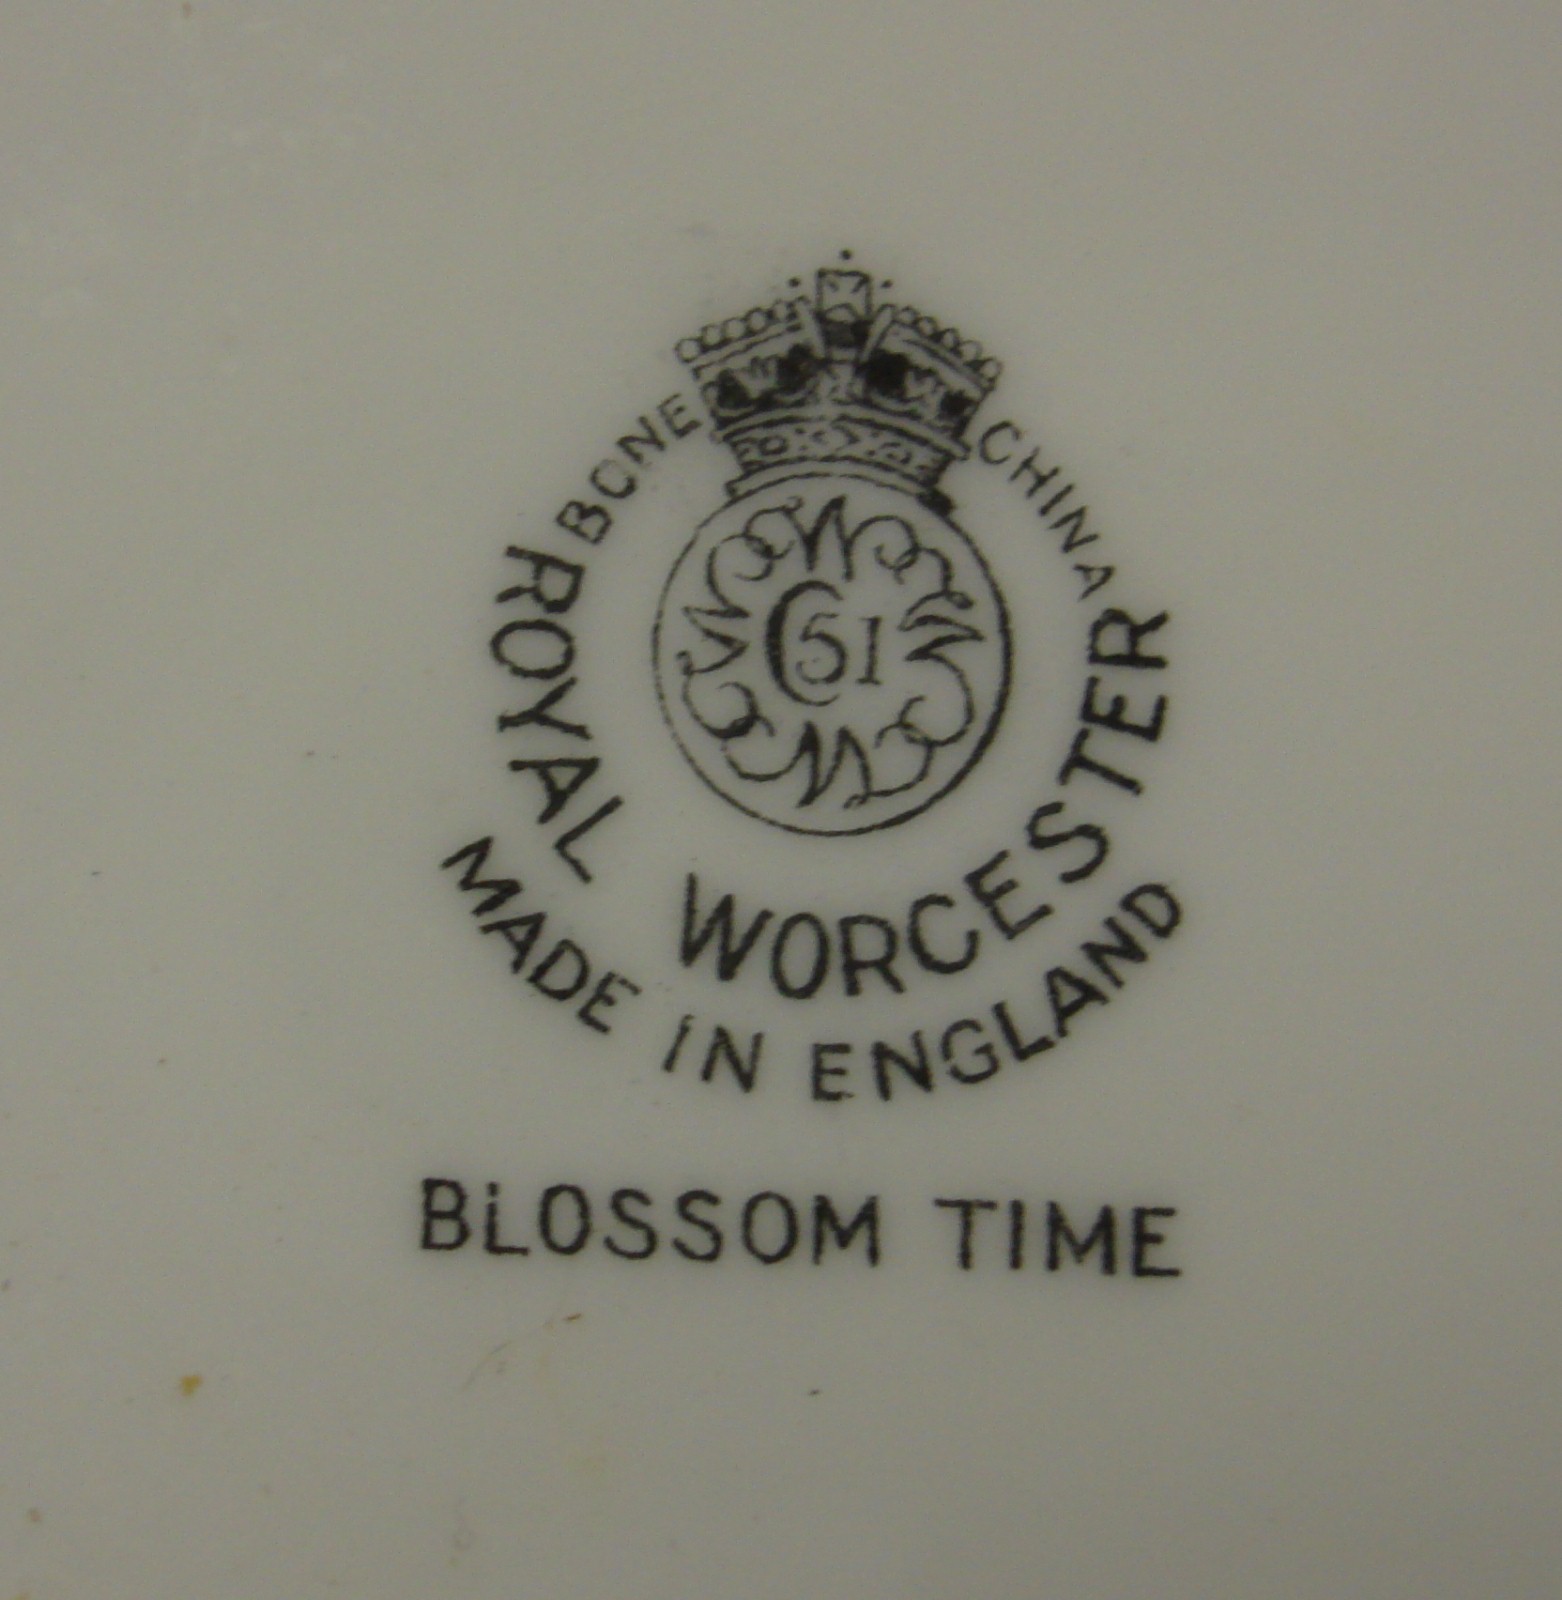 BONE CHINA
51
ROYAL WORCESTER
MADE IN ENGLAND
BLOSSOM TIME